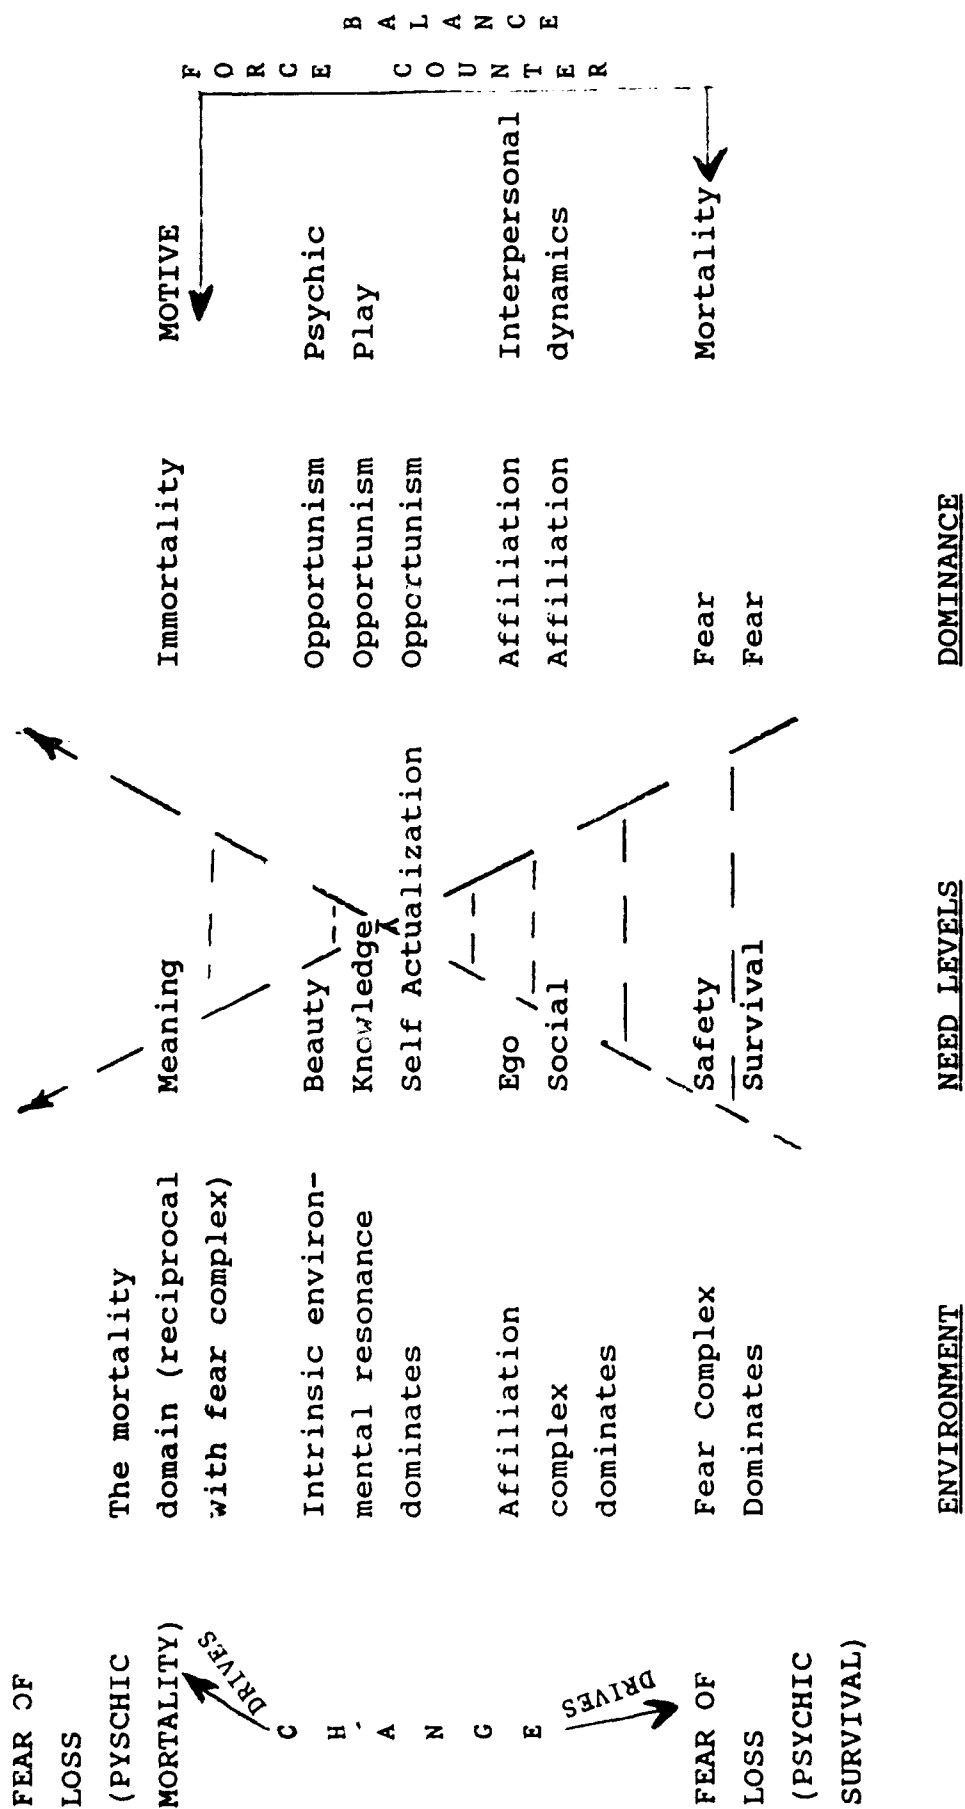 FEAR OF
LOSS
(PYSCHIC
MORTALITY)
DRIVES
CHANGE
DRIVES
FEAR OF
LOSS
(PSYCHIC
SURVIVAL)
The mortality
domain (reciprocal
with fear complex)
Intrinsic environ-
mental resonance
dominates
Affiliation
complex
dominates
Fear Complex
Dominates
ENVIRONMENT
Meaning
Beauty
Knowledge
Self Actualization
Ego
Social
Safety
Survival
NEED LEVELS
Immortality
Opportunism
Opportunism
Opportunism
Affiliation
Affiliation
Fear
Fear
DOMINANCE
MOTIVE
Psychic
Play
Interpersonal
dynamics
Mortality
FORCE COUNTER
BALANCE